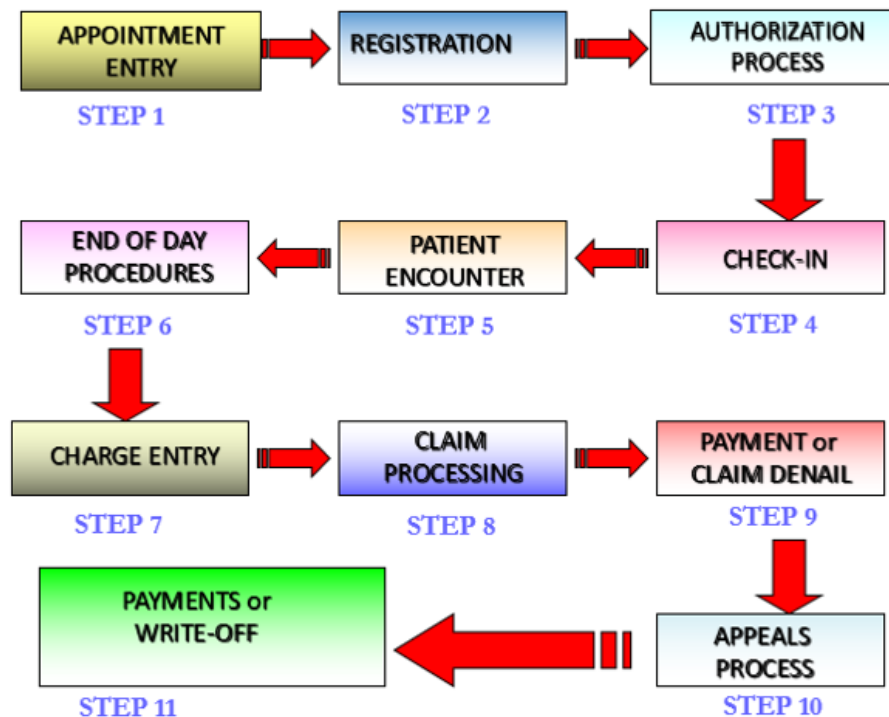 APPOINTMENT
ENTRY
STEP 1
REGISTRATION
STEP 2
AUTHORIZATION
PROCESS
STEP 3
CHECK-IN
STEP 4
PATIENT
ENCOUNTER
STEP 5
END OF DAY
PROCEDURES
STEP 6
CHARGE ENTRY
STEP 7
CLAIM
PROCESSING
STEP 8
PAYMENT or
CLAIM DENAIL
STEP 9
APPEALS
PROCESS
STEP 10
PAYMENTS or
WRITE-OFF
STEP 11